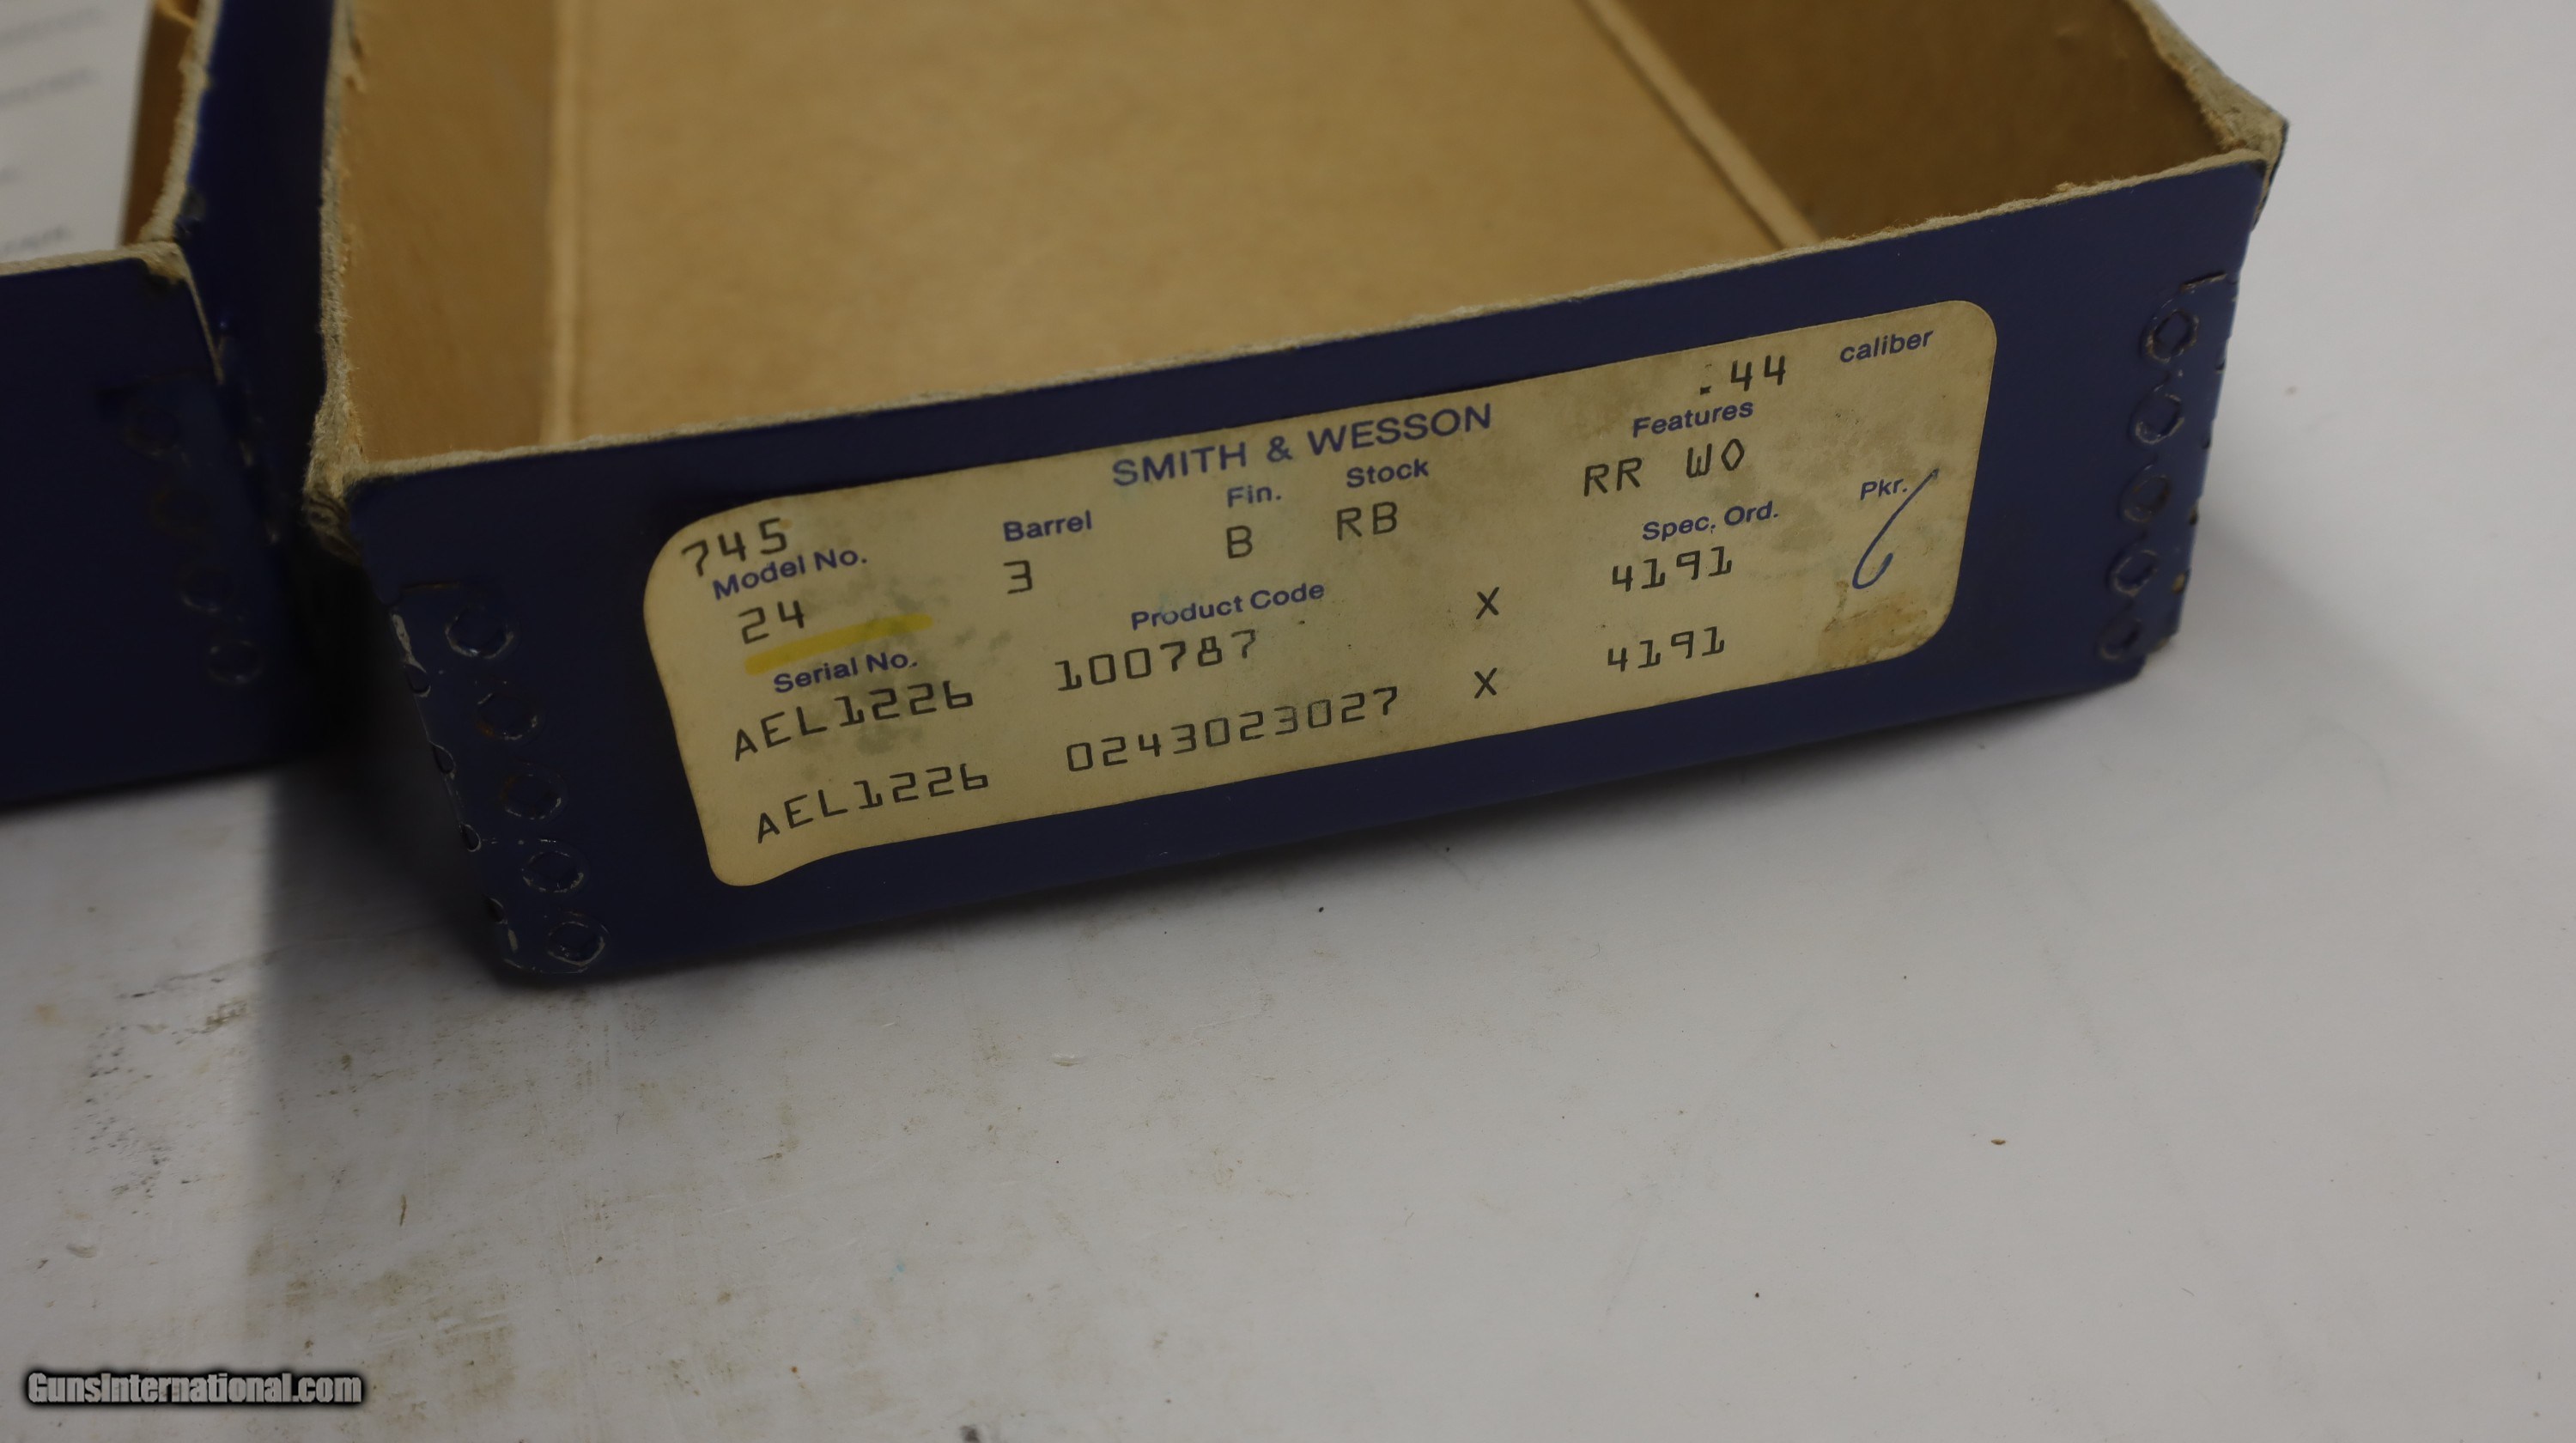 .44 caliber
SMITH & WESSON
745
Model No. Barrel Fin. Stock Features
24 3 B RB RR WO
Serial No. Product Code Spec. Ord. Pkr.
AEL1226 100787 X 4191 6
AEL1226 0243023027 X 4191
GunsInternational.com